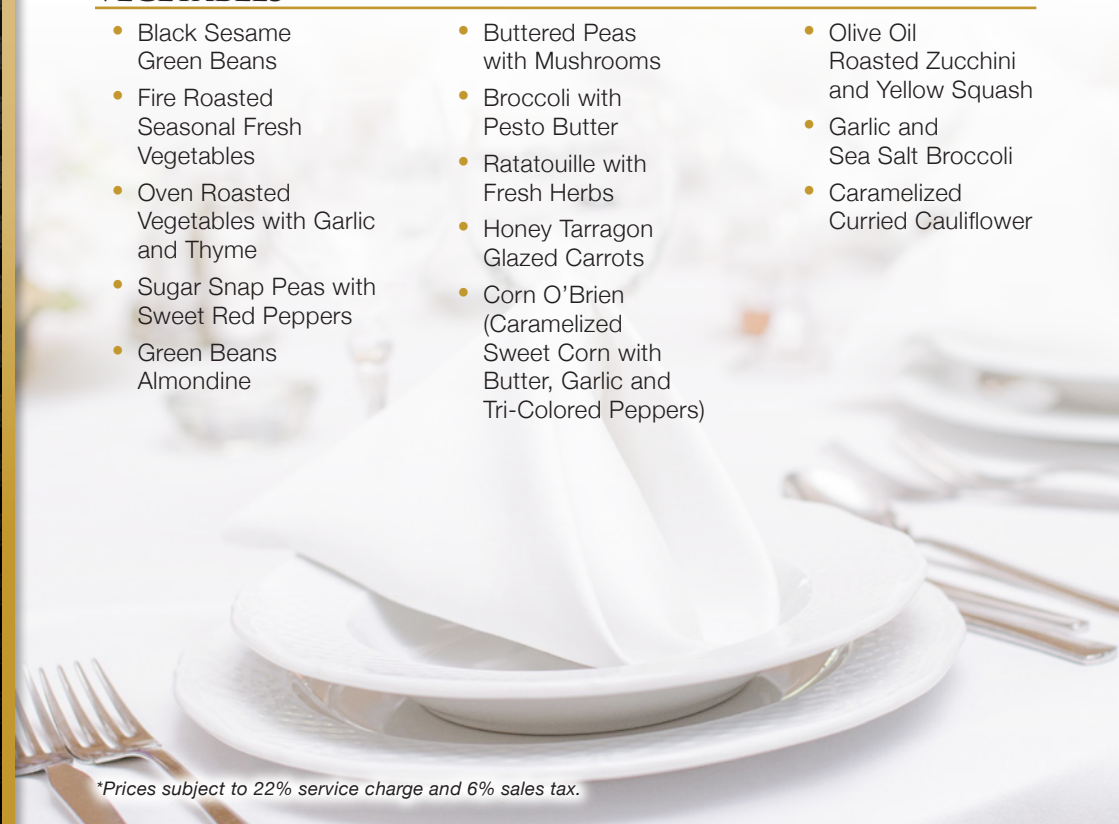 VEGETABLES
Black Sesame
Green Beans
Fire Roasted
Seasonal Fresh
Vegetables
Oven Roasted
Vegetables with Garlic
and Thyme
Sugar Snap Peas with
Sweet Red Peppers
Green Beans
Almondine
Buttered Peas
with Mushrooms
Broccoli with
Pesto Butter
Ratatouille with
Fresh Herbs
Honey Tarragon
Glazed Carrots
Corn O’Brien
(Caramelized
Sweet Corn with
Butter, Garlic and
Tri-Colored Peppers)
Olive Oil
Roasted Zucchini
and Yellow Squash
Garlic and
Sea Salt Broccoli
Caramelized
Curried Cauliflower
*Prices subject to 22% service charge and 6% sales tax.